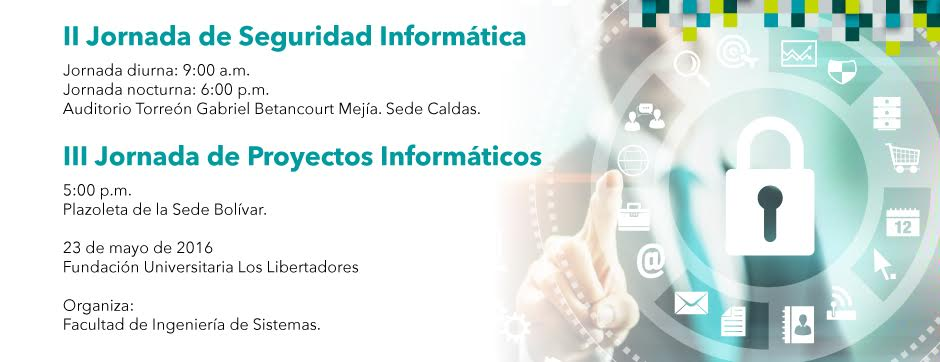 II Jornada de Seguridad Informática
Jornada diurna: 9:00 a.m.
Jornada nocturna: 6:00 p.m.
Auditorio Torreón Gabriel Betancourt Mejía. Sede Caldas.
III Jornada de Proyectos Informáticos
5:00 p.m.
Plazoleta de la Sede Bolívar.
23 de mayo de 2016
Fundación Universitaria Los Libertadores
Organiza:
Facultad de Ingeniería de Sistemas.
12
@